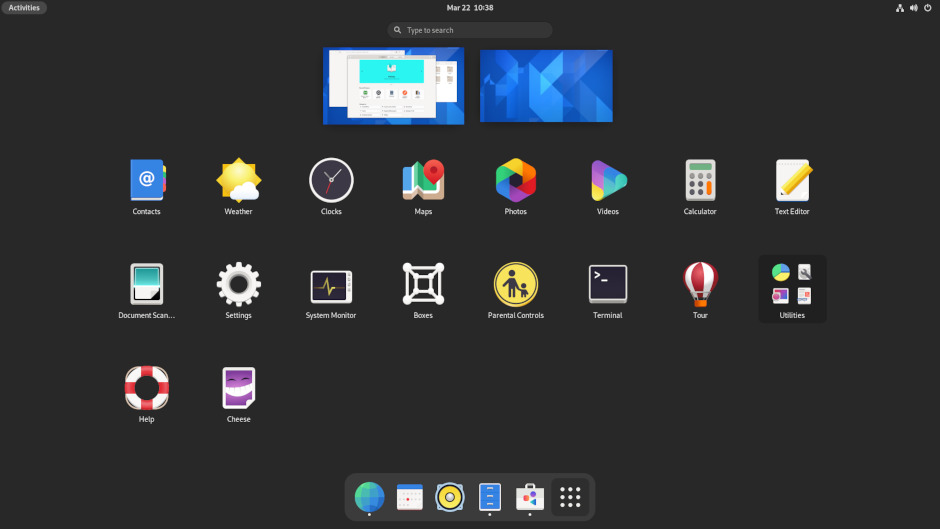 Activities
Mar 22 10:38
Type to search
Contacts
Weather
Clocks
Maps
Photos
Videos
Calculator
Text Editor
Document Scan...
Settings
System Monitor
Boxes
Parental Controls
Terminal
Tour
Utilities
Help
Cheese